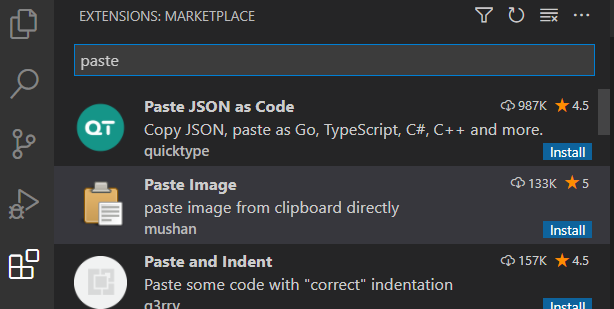 EXTENSIONS: MARKETPLACE
paste
Paste JSON as Code 987K 4.5
Copy JSON, paste as Go, TypeScript, C#, C++ and more.
quicktype Install
QT
Paste Image 133K 5
paste image from clipboard directly
mushan Install
Paste and Indent 157K 4.5
Paste some code with "correct" indentation
g3rry Install